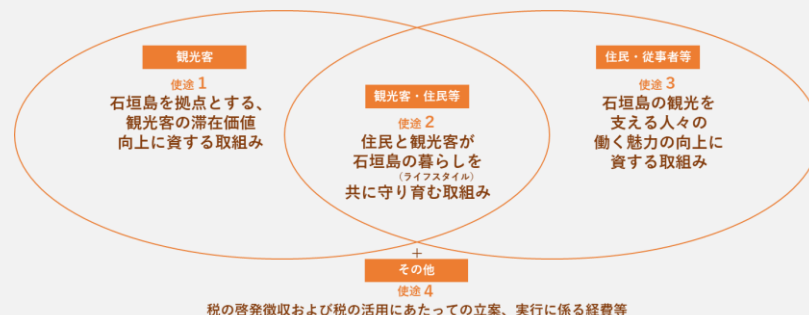 観光客
使途 1
石垣島を拠点とする、
観光客の滞在価値
向上に資する取組み
観光客・住民等
使途 2
住民と観光客が
石垣島の暮らしを
(ライフスタイル)
共に守り育む取組み
住民・従事者等
使途 3
石垣島の観光を
支える人々の
働く魅力の向上に
資する取組み
+
その他
使途 4
税の啓発徴収および税の活用にあたっての立案、実行に係る経費等